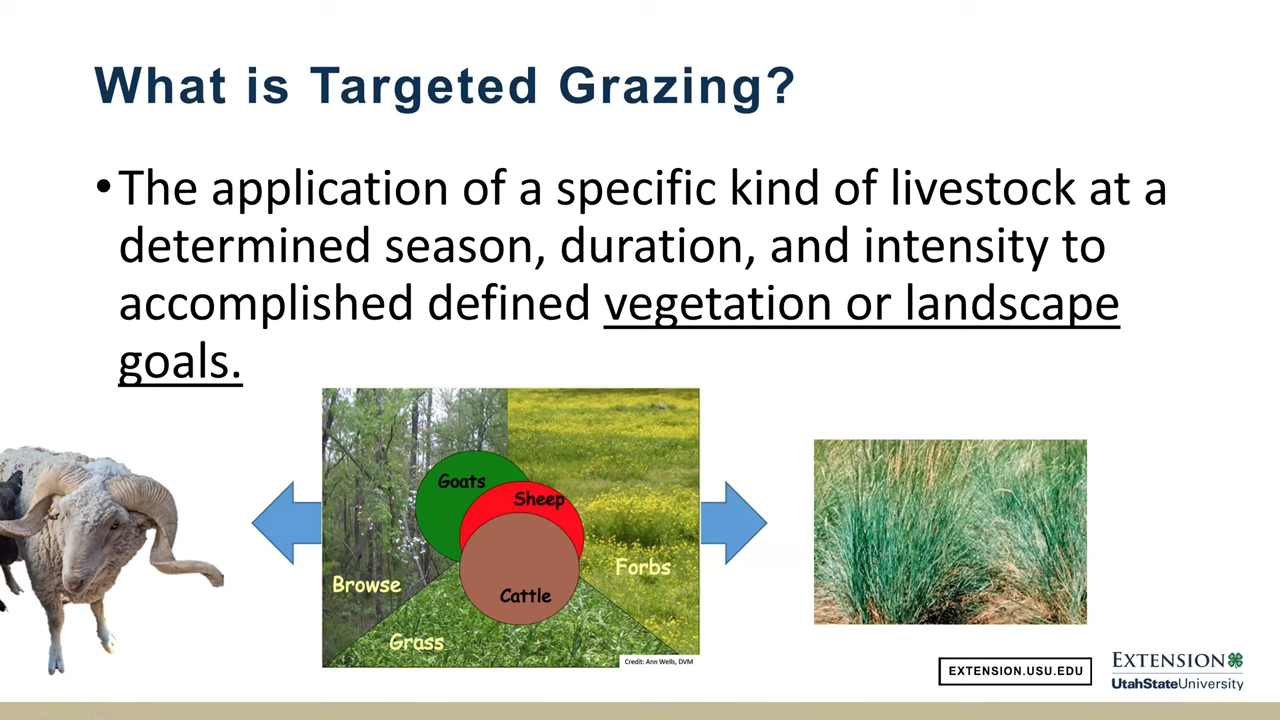 What is Targeted Grazing?
•The application of a specific kind of livestock at a
determined season, duration, and intensity to
accomplished defined vegetation or landscape
goals.
Goats
Sheep
Browse
Forbs
Cattle
Grass
Credit: Ann Wells, DVM
EXTENSION.USU.EDU
EXTENSION
UtahStateUniversity